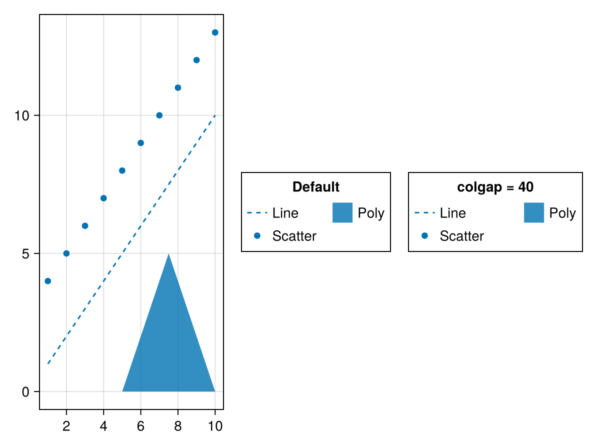 10
5
0
2 4 6 8 10
Default
Line Poly
Scatter
colgap = 40
Line Poly
Scatter